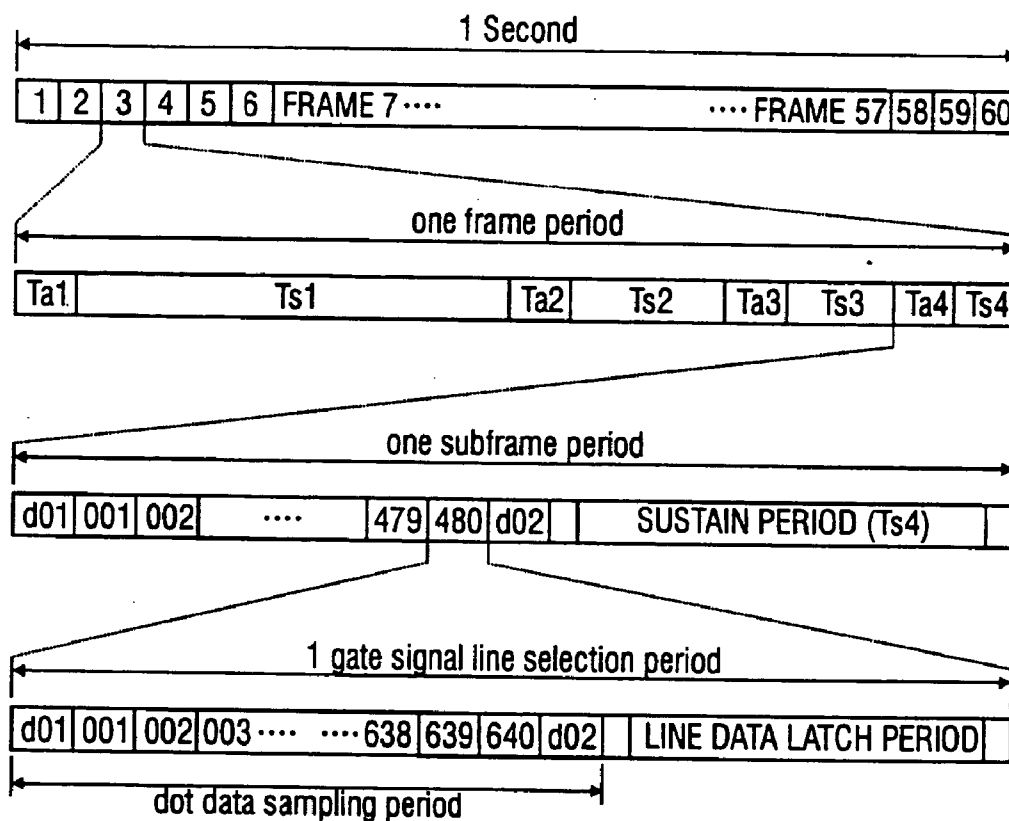 1 Second
1 2 3 4 5 6 FRAME 7 ···· ···· FRAME 57 58 59 60
one frame period
Ta1 Ts1 Ta2 Ts2 Ta3 Ts3 Ta4 Ts4
one subframe period
d01 001 002 ···· 479 480 d02 SUSTAIN PERIOD (Ts4)
1 gate signal line selection period
d01 001 002 003 ···· ···· 638 639 640 d02 LINE DATA LATCH PERIOD
dot data sampling period